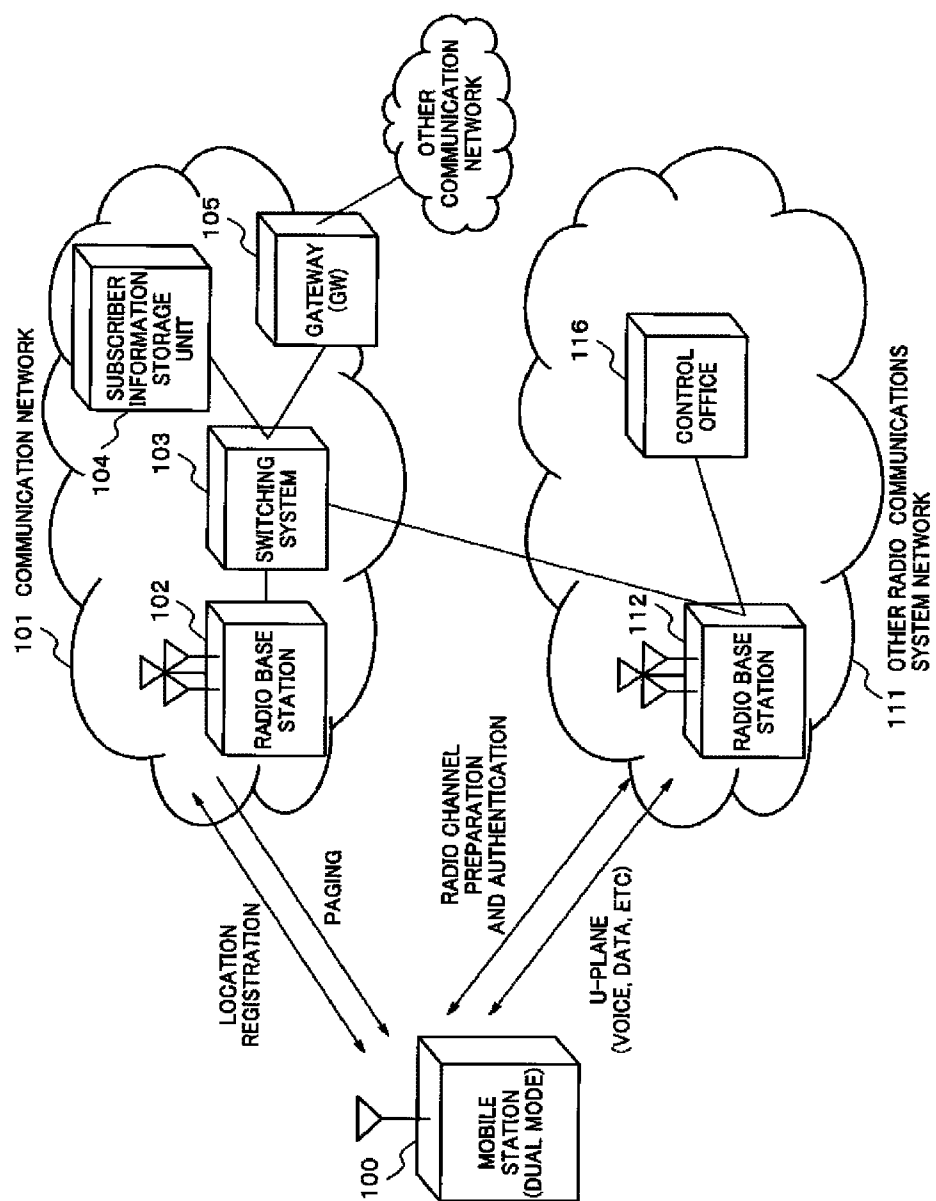 101 COMMUNICATION NETWORK
104
SUBSCRIBER
INFORMATION
STORAGE
UNIT
105
GATEWAY
(GW)
OTHER
COMMUNICATION
NETWORK
103
SWITCHING
SYSTEM
102
RADIO BASE
STATION
LOCATION
REGISTRATION
PAGING
100
MOBILE
STATION
(DUAL MODE)
RADIO CHANNEL
PREPARATION
AND AUTHENTICATION
U-PLANE
(VOICE, DATA, ETC)
112
RADIO BASE
STATION
116
CONTROL
OFFICE
111 OTHER RADIO COMMUNICATIONS
SYSTEM NETWORK